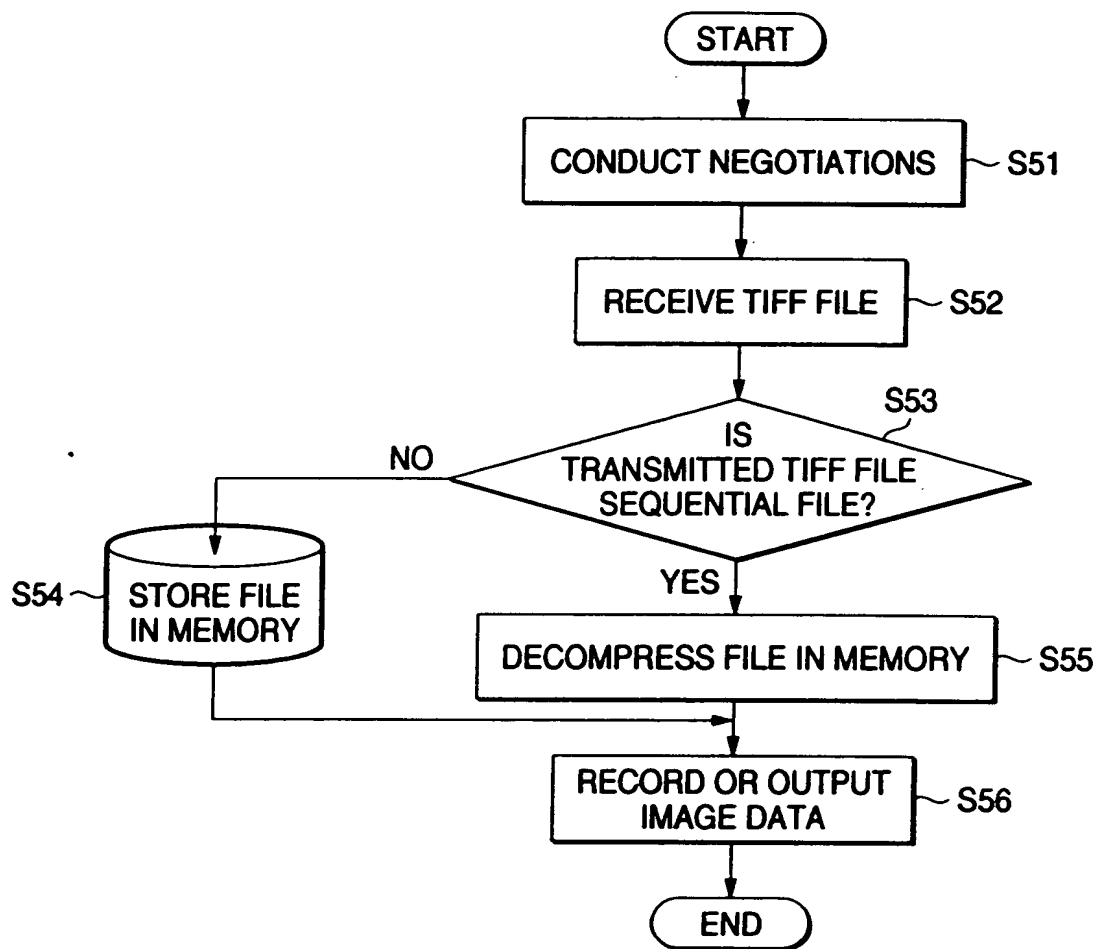 START
CONDUCT NEGOTIATIONS
S51
RECEIVE TIFF FILE
S52
S53
IS
TRANSMITTED TIFF FILE
SEQUENTIAL FILE?
NO
YES
S54
STORE FILE
IN MEMORY
DECOMPRESS FILE IN MEMORY
S55
RECORD OR OUTPUT
IMAGE DATA
S56
END